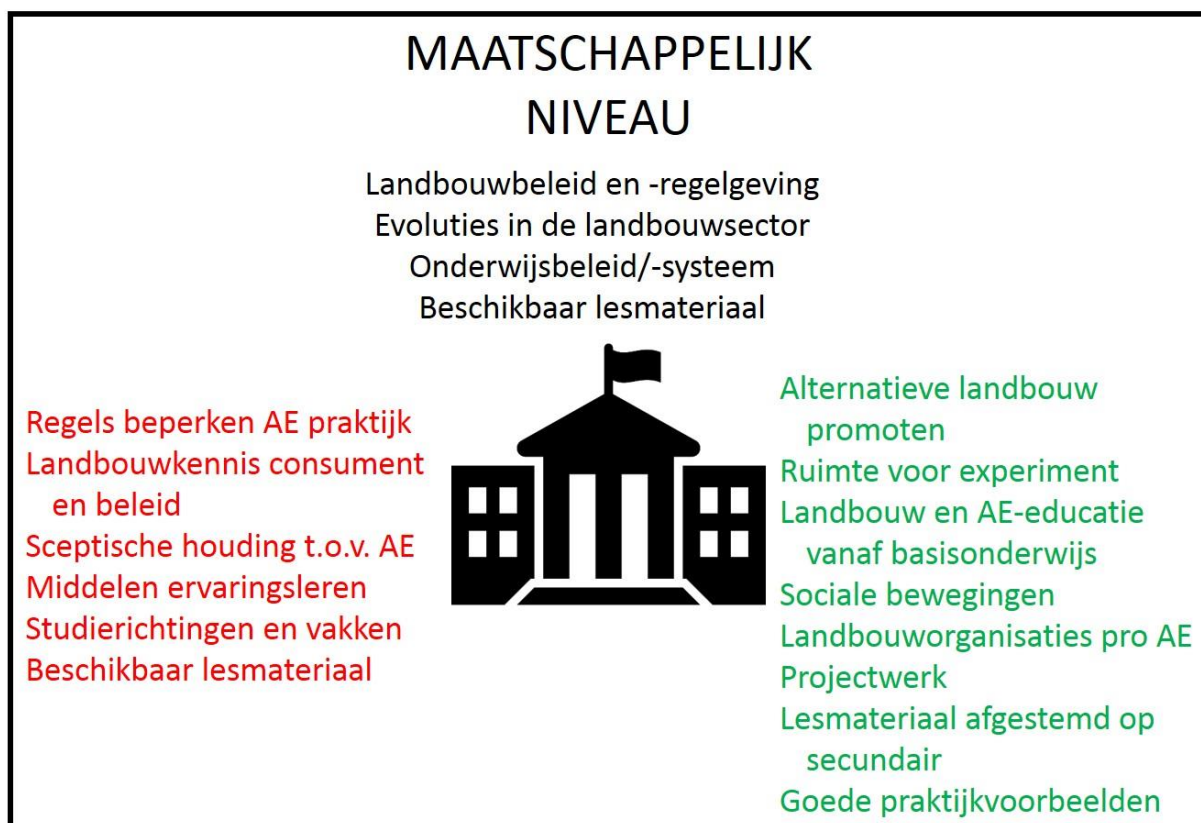 MAATSCHAPPELIJK
NIVEAU
Landbouwbeleid en -regelgeving
Evoluties in de landbouwsector
Onderwijsbeleid/-systeem
Beschikbaar lesmateriaal
Regels beperken AE praktijk
Landbouwkennis consument
en beleid
Sceptische houding t.o.v. AE
Middelen ervaringsleren
Studierichtingen en vakken
Beschikbaar lesmateriaal
Alternatieve landbouw
promoten
Ruimte voor experiment
Landbouw en AE-educatie
vanaf basisonderwijs
Sociale bewegingen
Landbouworganisaties pro AE
Projectwerk
Lesmateriaal afgestemd op
secundair
Goede praktijkvoorbeelden